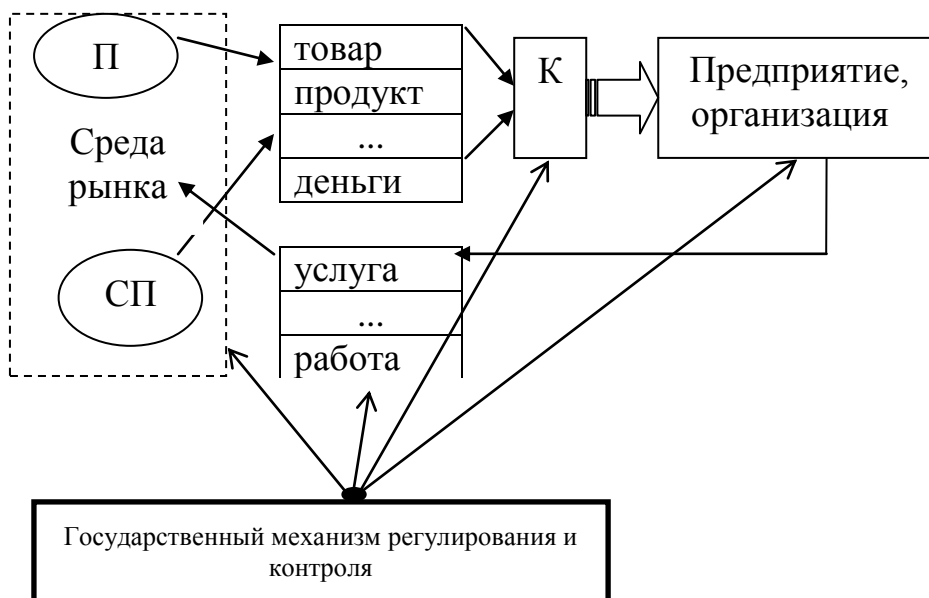 П
Среда
рынка
СП
товар
продукт
...
деньги
услуга
...
работа
К
Предприятие,
организация
Государственный механизм регулирования и
контроля